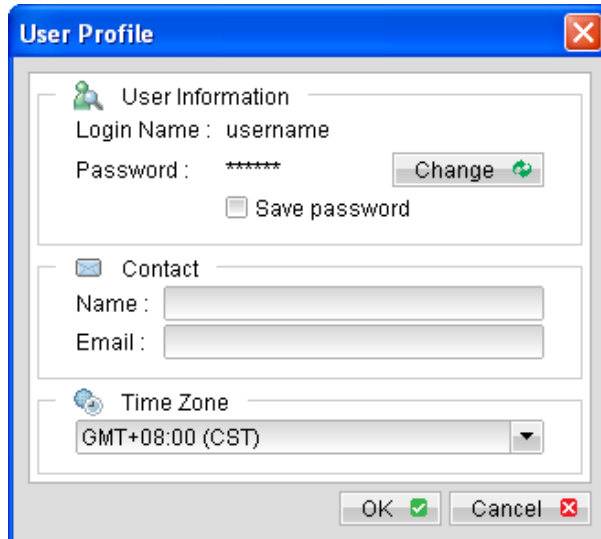 User Profile
User Information
Login Name : username
Password : ****** Change
Save password
Contact
Name :
Email :
Time Zone
GMT+08:00 (CST)
OK Cancel